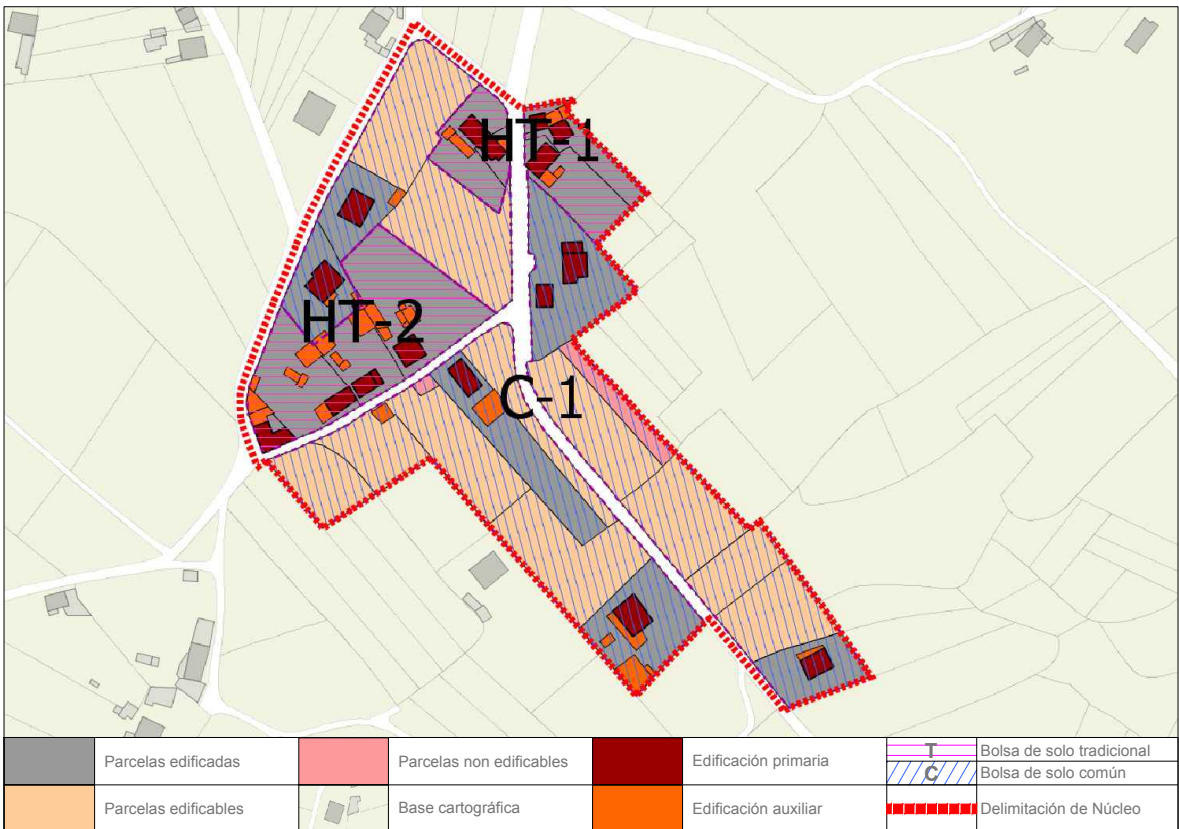 HT-1
HT-2
C-1
Parcelas edificadas
Parcelas non edificables
Edificación primaria
T
Bolsa de solo tradicional
C
Bolsa de solo común
Parcelas edificables
Base cartográfica
Edificación auxiliar
Delimitación de Núcleo